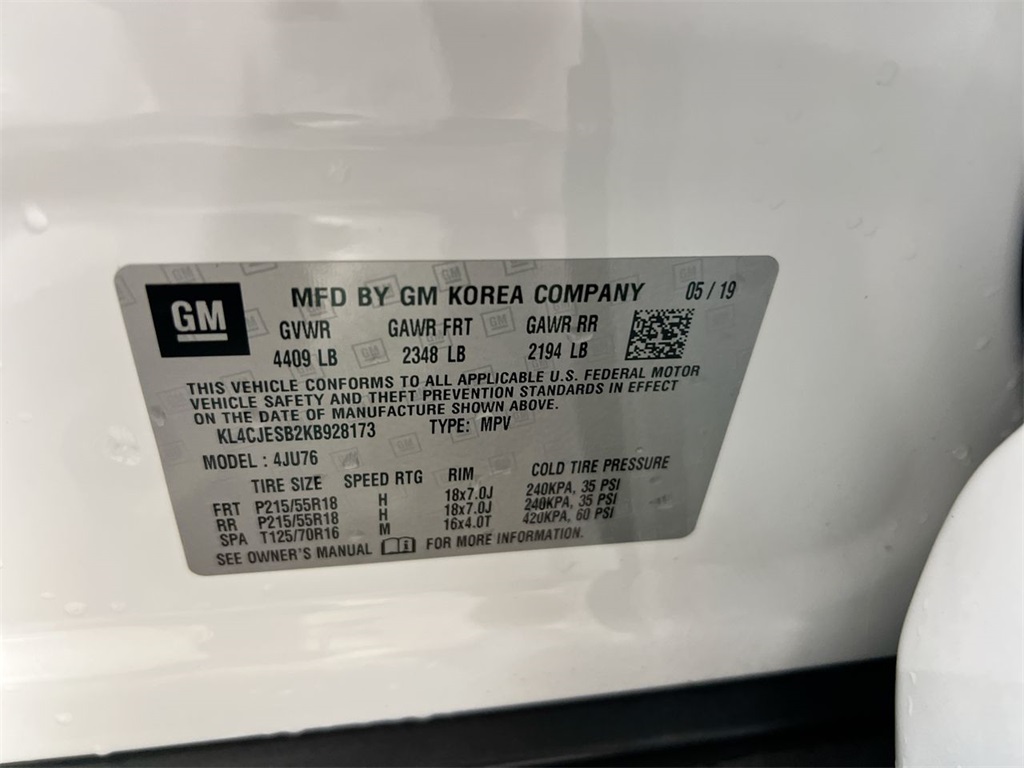 GM MFD BY GM KOREA COMPANY 05 / 19
GVWR GAWR FRT GAWR RR
4409 LB 2348 LB 2194 LB
THIS VEHICLE CONFORMS TO ALL APPLICABLE U.S. FEDERAL MOTOR
VEHICLE SAFETY AND THEFT PREVENTION STANDARDS IN EFFECT
ON THE DATE OF MANUFACTURE SHOWN ABOVE.
KL4CJESB2KB928173 TYPE: MPV
MODEL : 4JU76
TIRE SIZE SPEED RTG RIM COLD TIRE PRESSURE
FRT P215/55R18 H 18x7.0J 240KPA, 35 PSI
RR P215/55R18 H 18x7.0J 240KPA, 35 PSI
SPA T125/70R16 M 16x4.0T 420KPA, 60 PSI
SEE OWNER'S MANUAL FOR MORE INFORMATION.